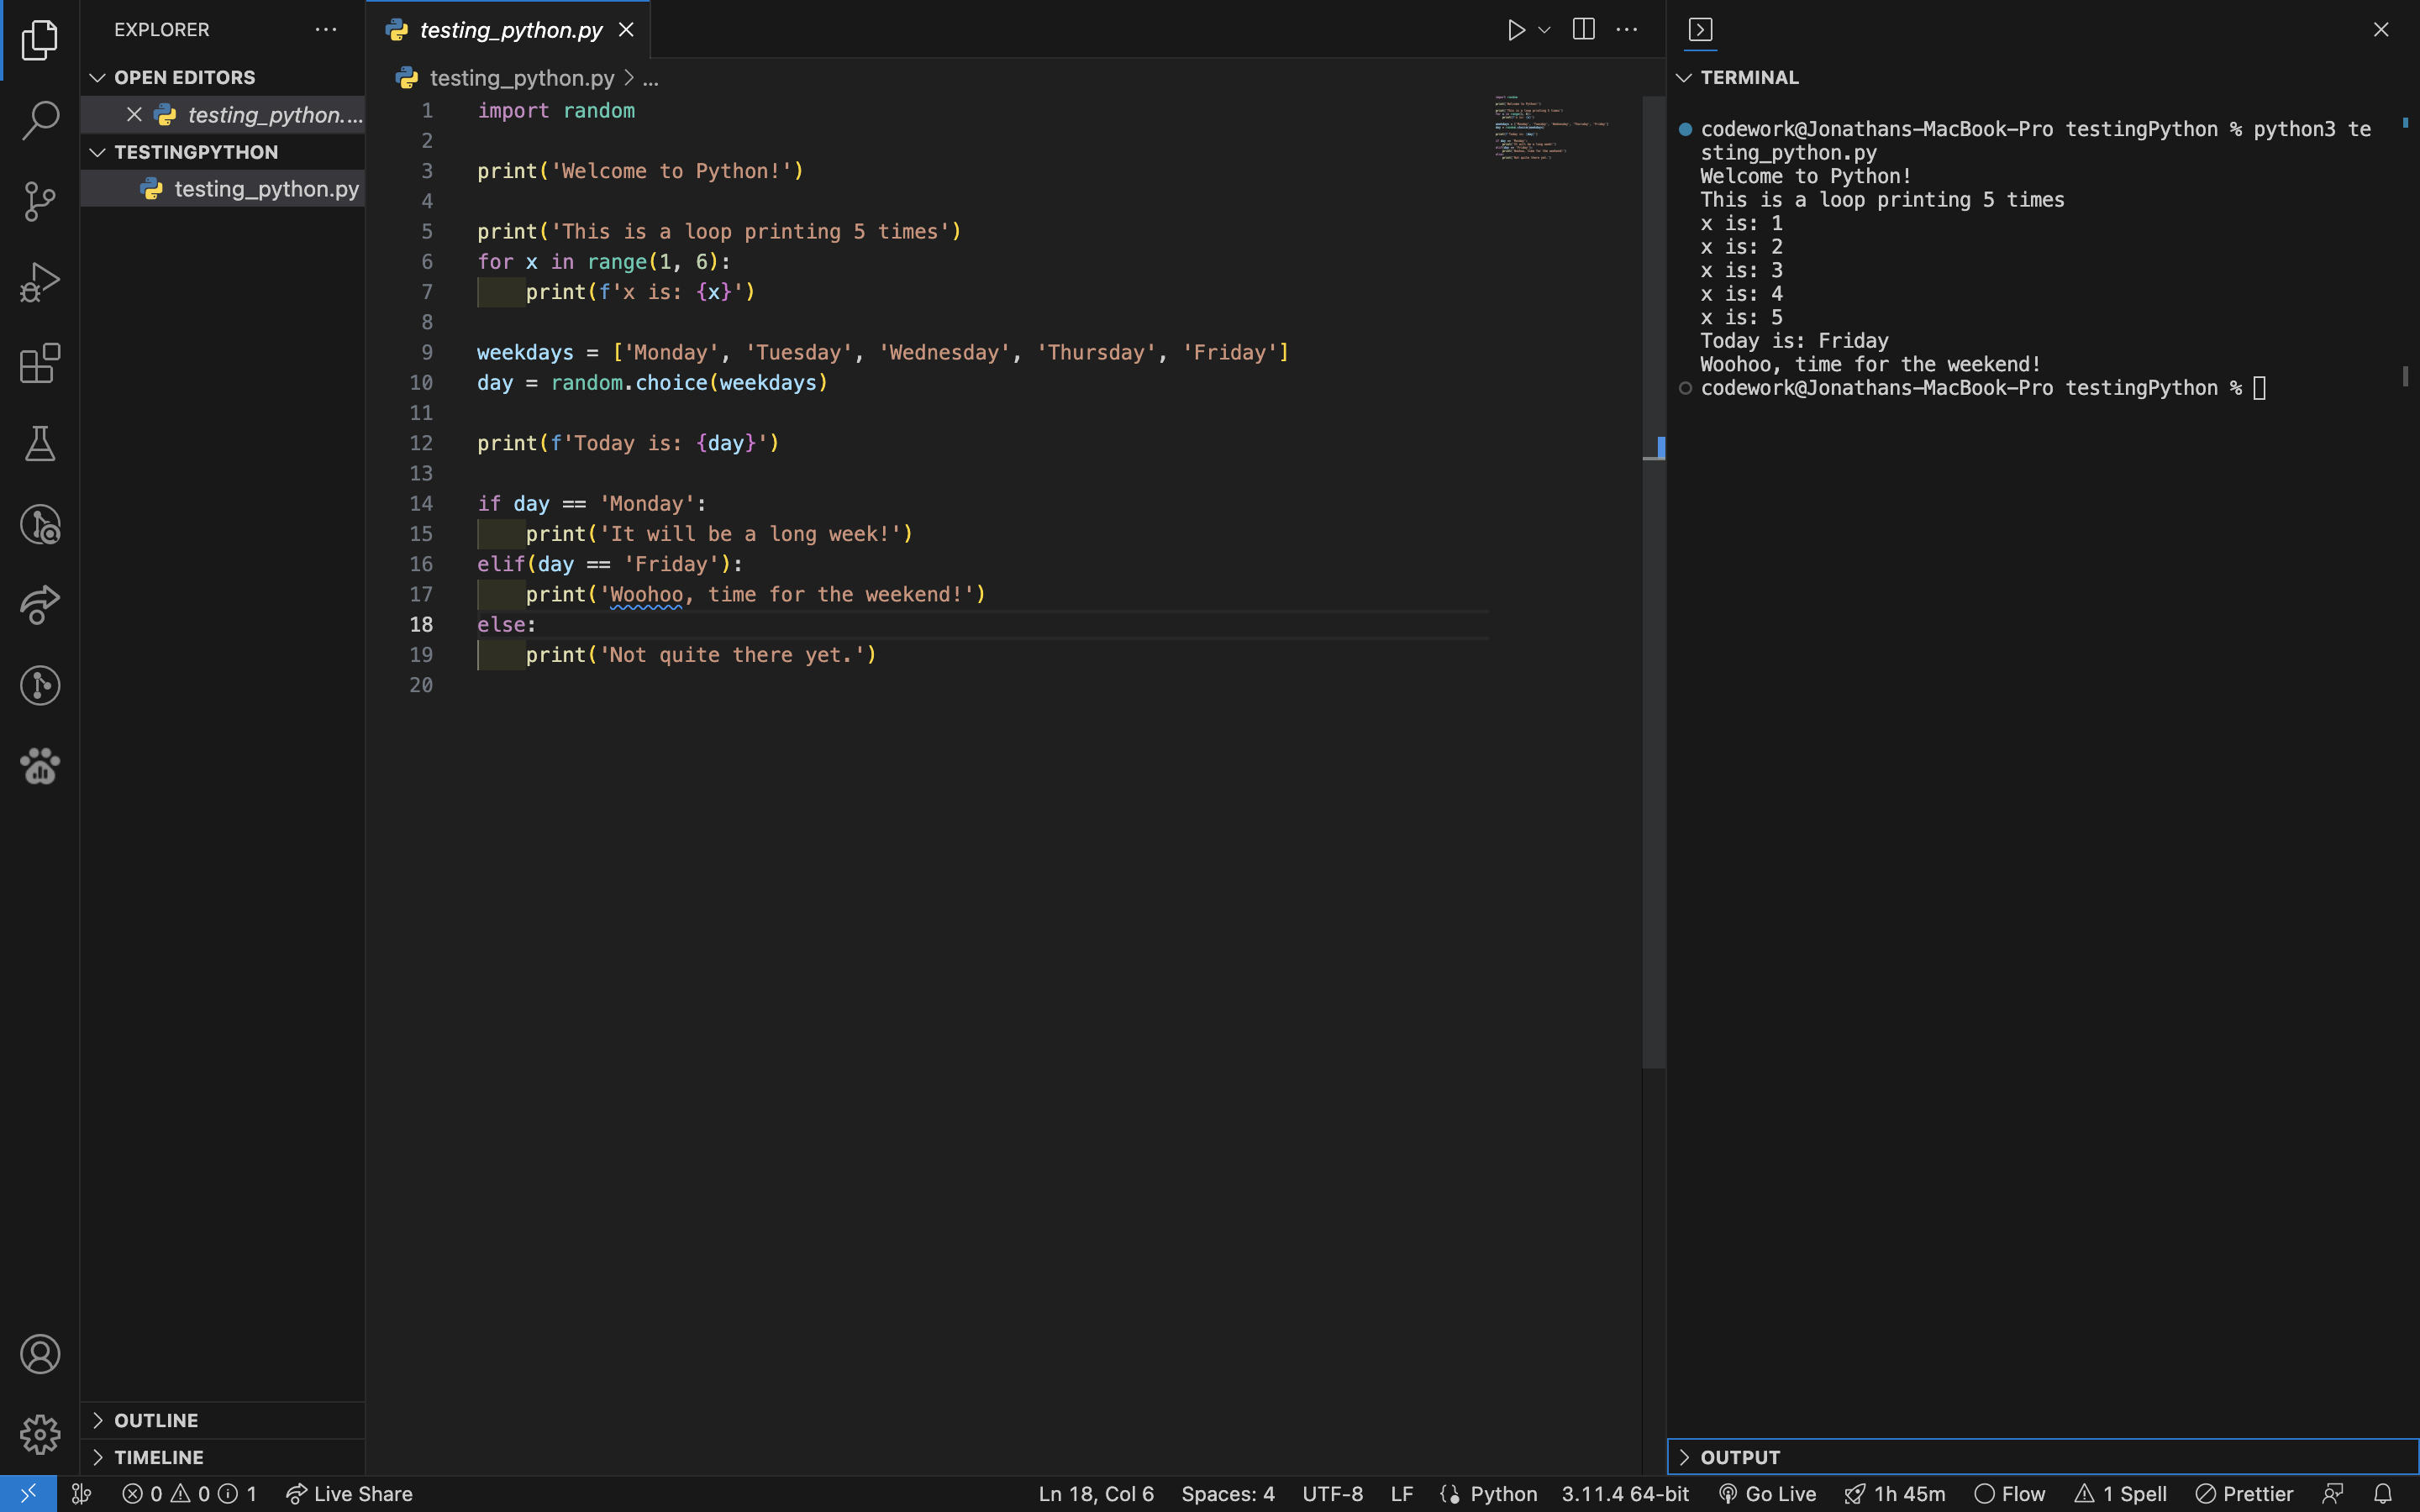 EXPLORER
OPEN EDITORS
testing_python....
TESTINGPYTHON
testing_python.py
OUTLINE
TIMELINE
testing_python.py
testing_python.py > ...
1 import random
2
3 print('Welcome to Python!')
4
5 print('This is a loop printing 5 times')
6 for x in range(1, 6):
7     print(f'x is: {x}')
8
9 weekdays = ['Monday', 'Tuesday', 'Wednesday', 'Thursday', 'Friday']
10 day = random.choice(weekdays)
11
12 print(f'Today is: {day}')
13
14 if day == 'Monday':
15     print('It will be a long week!')
16 elif(day == 'Friday'):
17     print('Woohoo, time for the weekend!')
18 else:
19     print('Not quite there yet.')
20
TERMINAL
codework@Jonathans-MacBook-Pro testingPython % python3 te
sting_python.py
Welcome to Python!
This is a loop printing 5 times
x is: 1
x is: 2
x is: 3
x is: 4
x is: 5
Today is: Friday
Woohoo, time for the weekend!
codework@Jonathans-MacBook-Pro testingPython %
OUTPUT
0 0 1 Live Share Ln 18, Col 6 Spaces: 4 UTF-8 LF Python 3.11.4 64-bit Go Live 1h 45m Flow 1 Spell Prettier